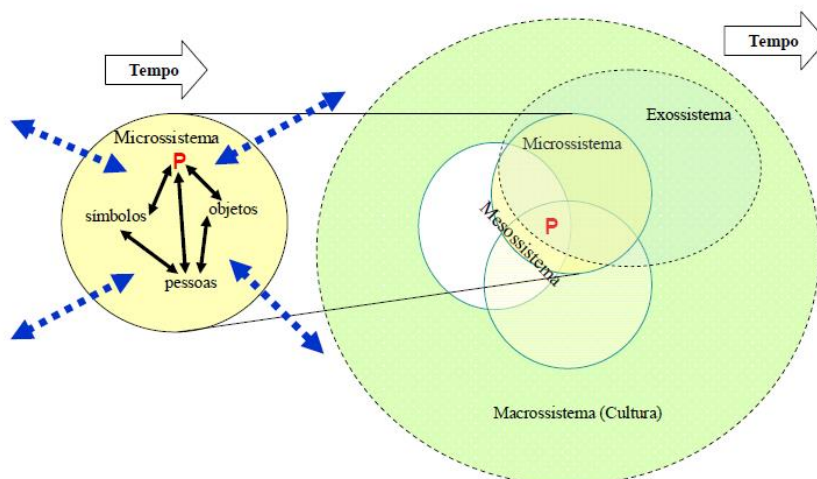 Tempo
Microssistema
P
símbolos
objetos
pessoas
Tempo
Exossistema
Microssistema
P
Mesossistema
Macrossistema (Cultura)